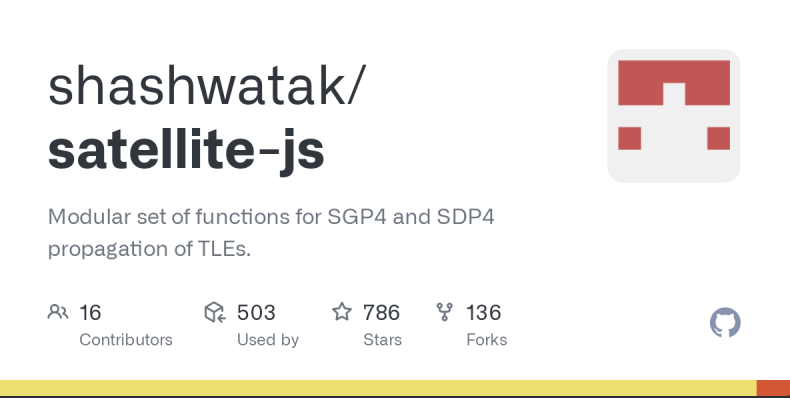 shashwatak/
satellite-js
Modular set of functions for SGP4 and SDP4
propagation of TLEs.
16 503 786 136
Contributors Used by Stars Forks